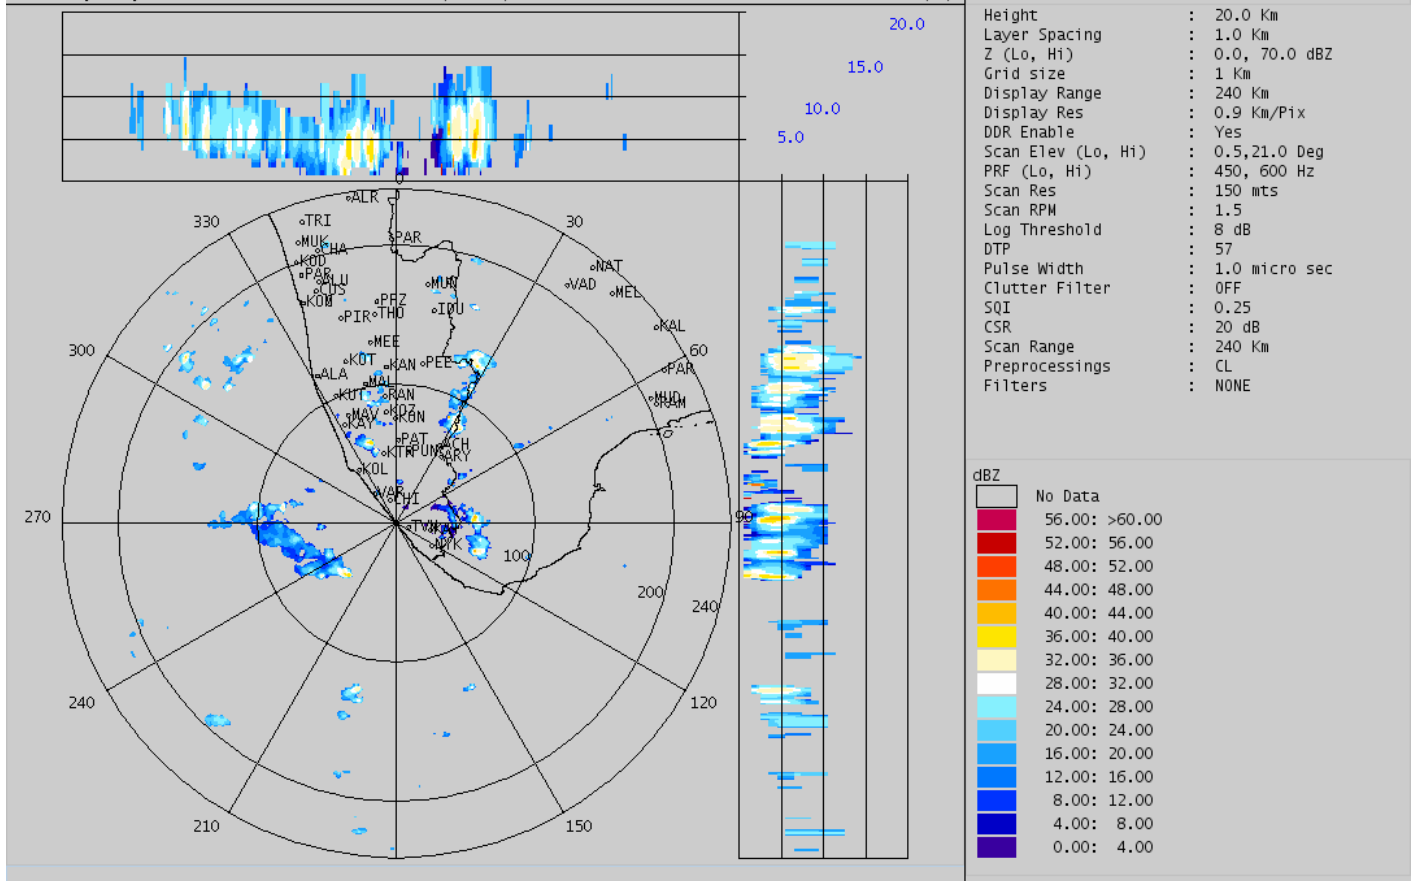 20.0
15.0
10.0
5.0
0
ALR
330
TRI
30
PAR
MUK
CHA
KOD
NAT
PAR
ALU
MUN
VAD
CUS
MEL
KOM
PRZ
THO
IDU
PIR
KAL
MEE
300
60
KOT
KAN
PEE
PAR
ALA
MAL
KUT
RAN
MUD
RAM
MAV
KOZ
KON
KAY
PAT
ACH
KTR
PUN
ARY
KOL
VAR
CHI
270
90
TVM
NYK
100
200
240
240
120
210
150
Height : 20.0 Km
Layer Spacing : 1.0 Km
Z (Lo, Hi) : 0.0, 70.0 dBZ
Grid size : 1 Km
Display Range : 240 Km
Display Res : 0.9 Km/Pix
DDR Enable : Yes
Scan Elev (Lo, Hi) : 0.5,21.0 Deg
PRF (Lo, Hi) : 450, 600 Hz
Scan Res : 150 mts
Scan RPM : 1.5
Log Threshold : 8 dB
DTP : 57
Pulse Width : 1.0 micro sec
Clutter Filter : OFF
SQI : 0.25
CSR : 20 dB
Scan Range : 240 Km
Preprocessings : CL
Filters : NONE
dBZ
No Data
56.00: >60.00
52.00: 56.00
48.00: 52.00
44.00: 48.00
40.00: 44.00
36.00: 40.00
32.00: 36.00
28.00: 32.00
24.00: 28.00
20.00: 24.00
16.00: 20.00
12.00: 16.00
8.00: 12.00
4.00: 8.00
0.00: 4.00